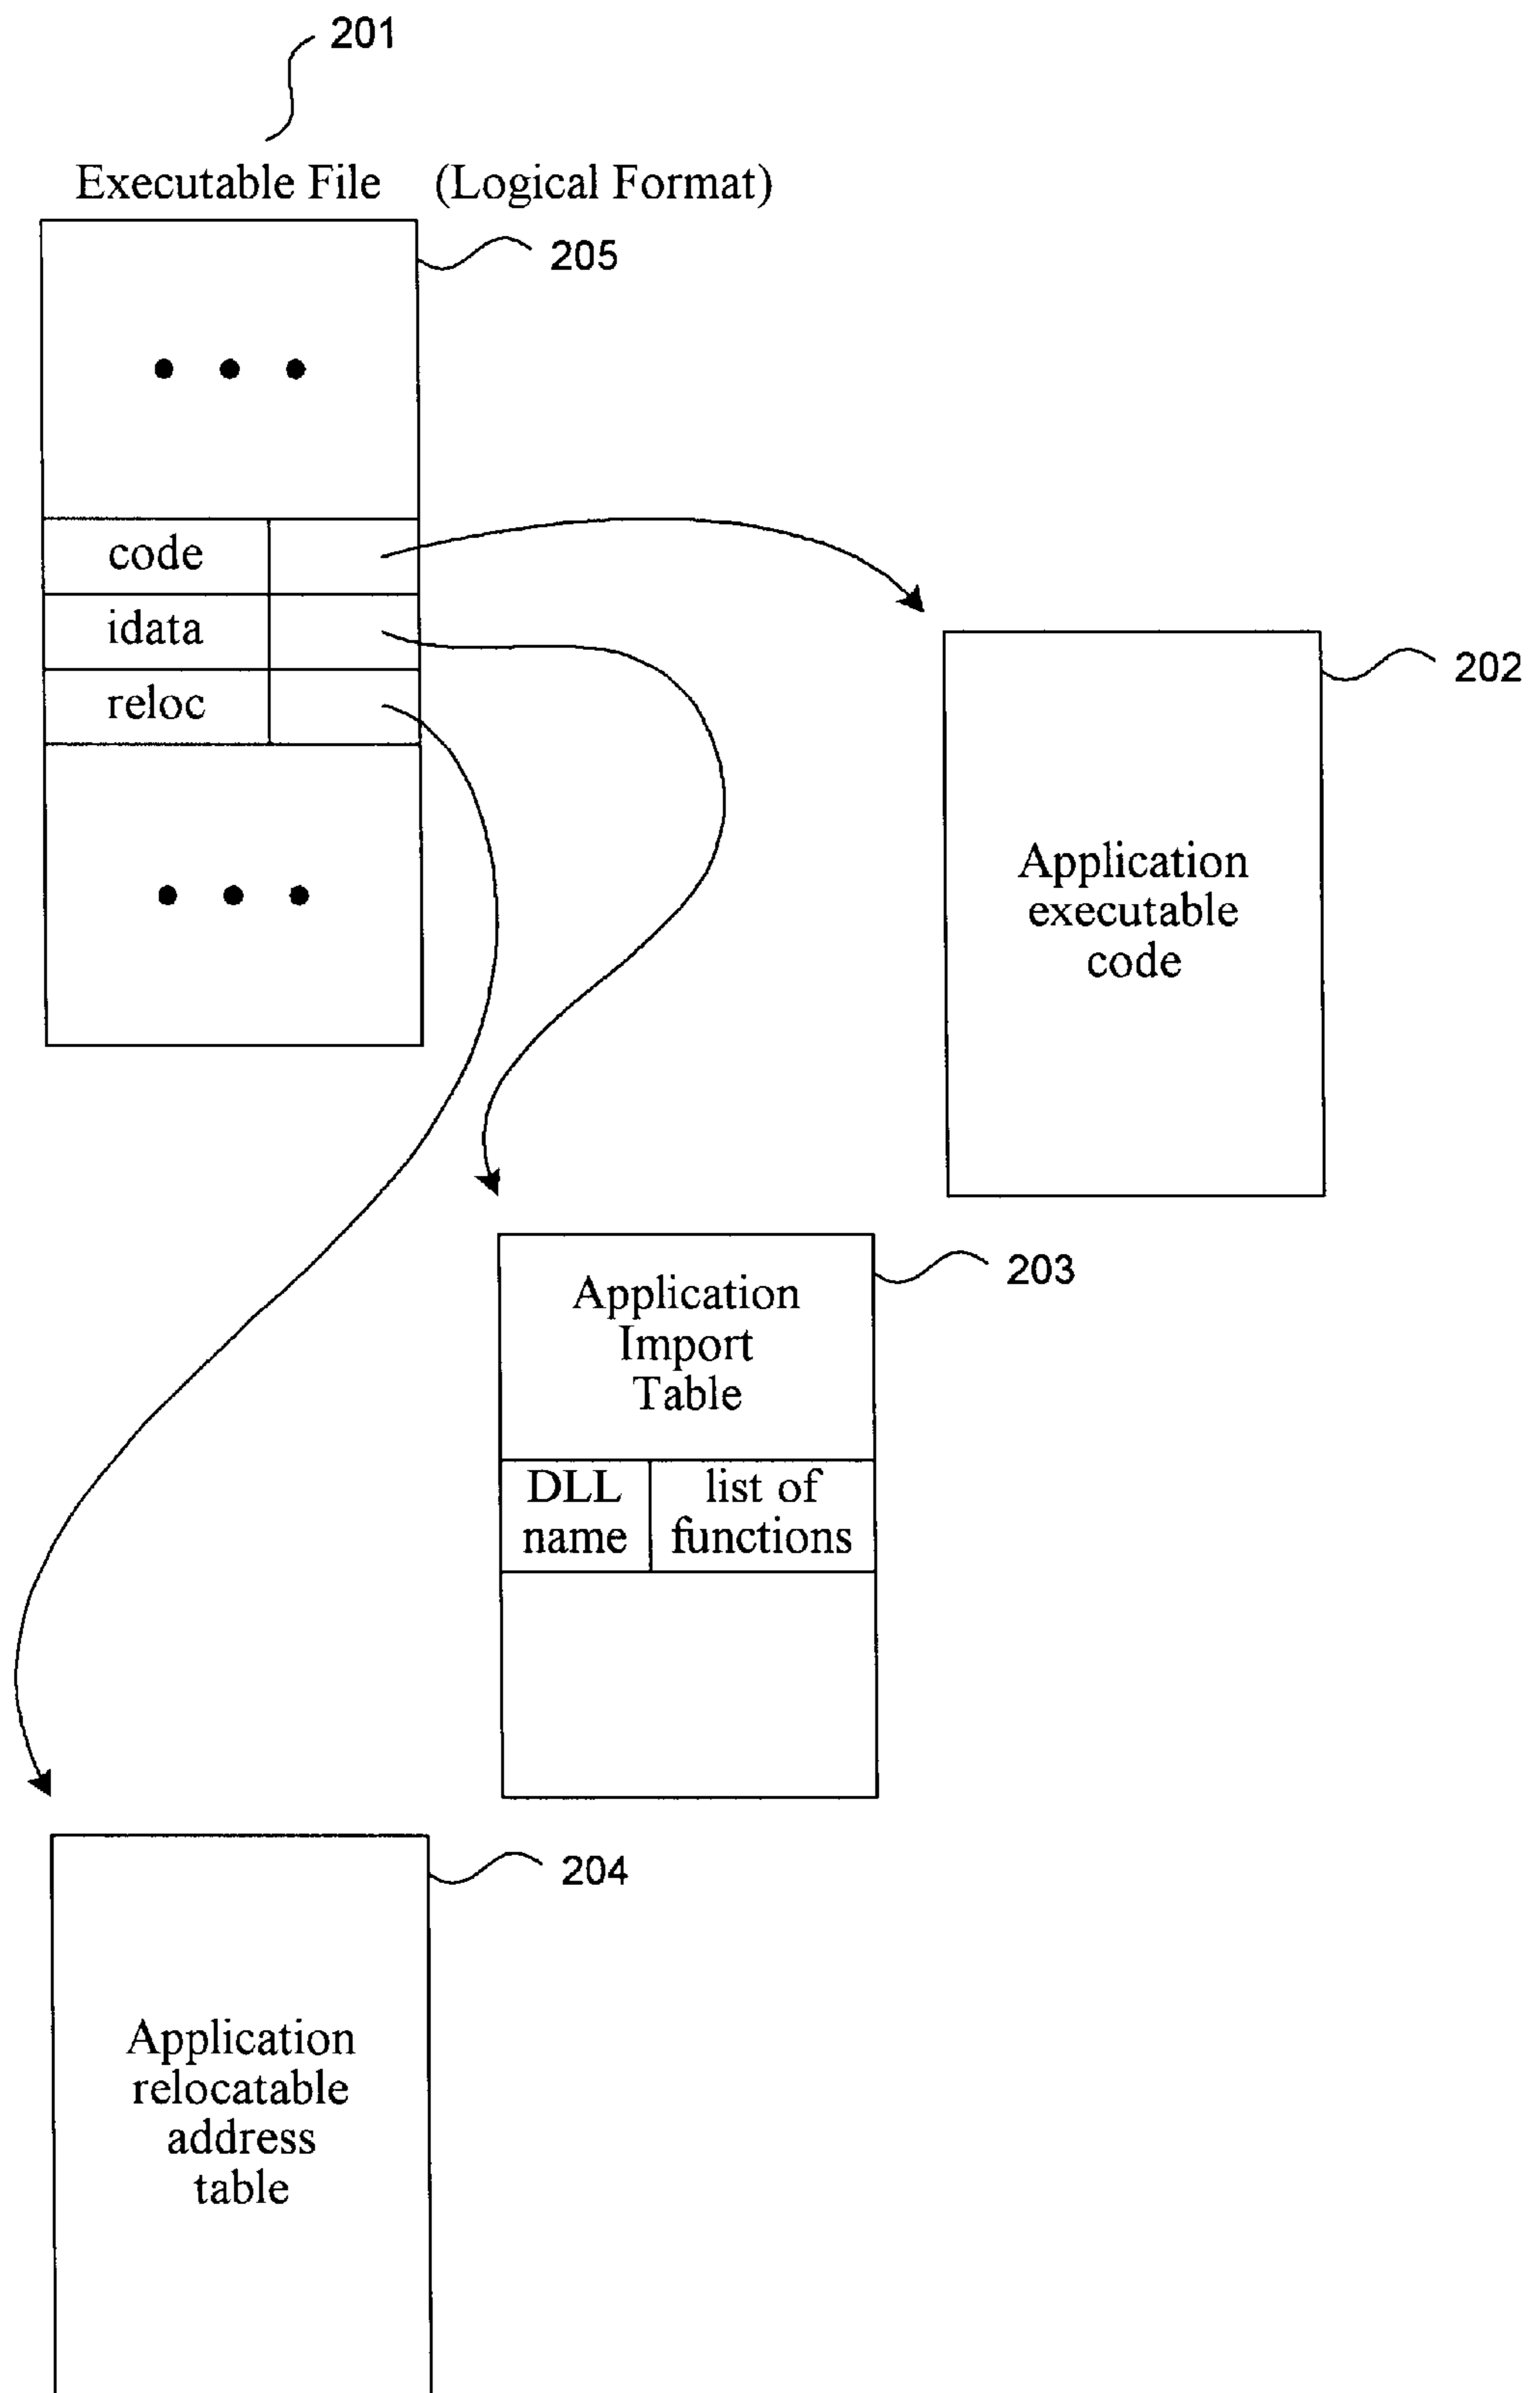 201
Executable File (Logical Format)
205
• • •
code
idata
reloc
202
• • •
Application
executable
code
203
Application
Import
Table
DLL name
list of functions
204
Application
relocatable
address
table